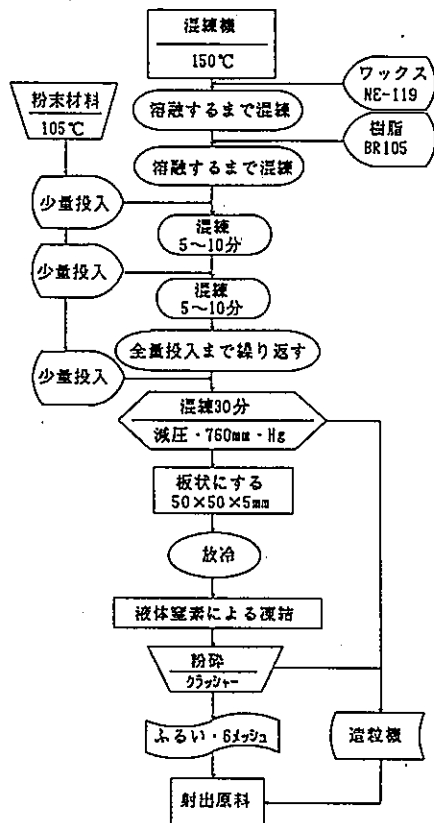 混練機
150℃
ワックス
NE-119
粉末材料
105℃
溶融するまで混練
樹脂
BR105
溶融するまで混練
少量投入
混練
5～10分
少量投入
混練
5～10分
全量投入まで繰り返す
少量投入
混練30分
減圧・760mm・Hg
板状にする
50×50×5mm
放冷
液体窒素による凍結
粉砕
クラッシャー
ふるい・6メッシュ
造粒機
射出原料